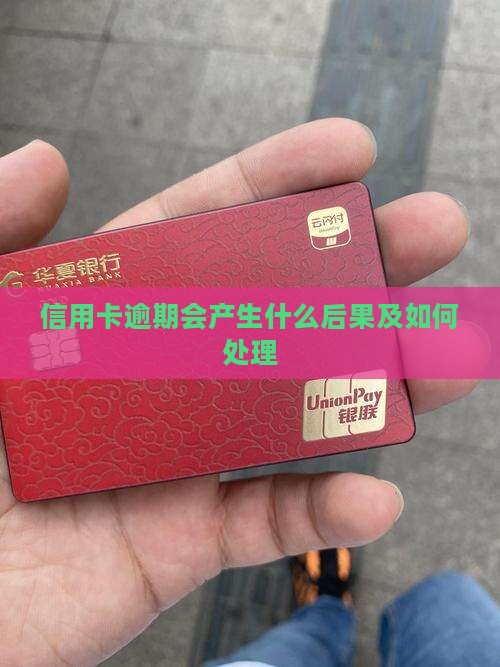 云闪付
UnionPay
华夏银行
HUAXIA BANK
信用卡逾期会产生什么后果及如何
处理
UnionPay
银联